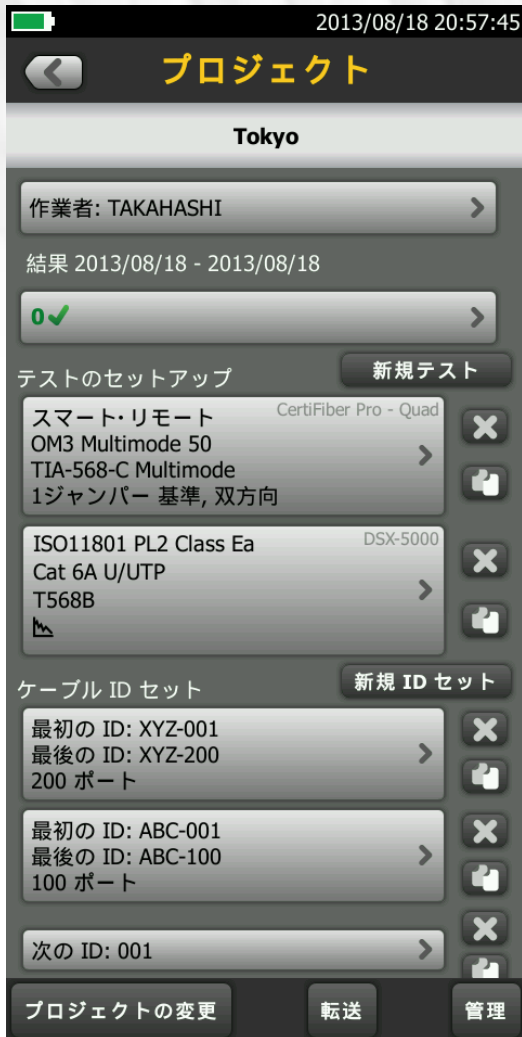 2013/08/18 20:57:45
プロジェクト
Tokyo
作業者: TAKAHASHI
結果 2013/08/18 - 2013/08/18
0
テストのセットアップ
新規テスト
スマート・リモート
CertiFiber Pro - Quad
OM3 Multimode 50
TIA-568-C Multimode
1ジャンパー 基準, 双方向
ISO11801 PL2 Class Ea
DSX-5000
Cat 6A U/UTP
T568B
ケーブル ID セット
新規 ID セット
最初の ID: XYZ-001
最後の ID: XYZ-200
200 ポート
最初の ID: ABC-001
最後の ID: ABC-100
100 ポート
次の ID: 001
プロジェクトの変更
転送
管理